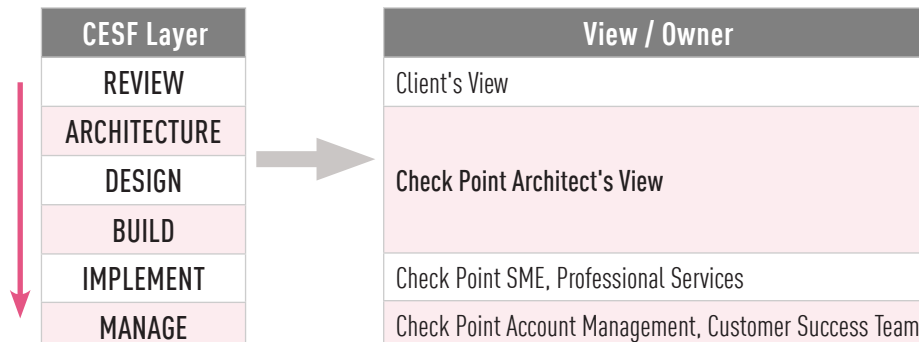 CESF Layer
REVIEW
ARCHITECTURE
DESIGN
BUILD
IMPLEMENT
MANAGE
View / Owner
Client's View
Check Point Architect's View
Check Point SME, Professional Services
Check Point Account Management, Customer Success Team